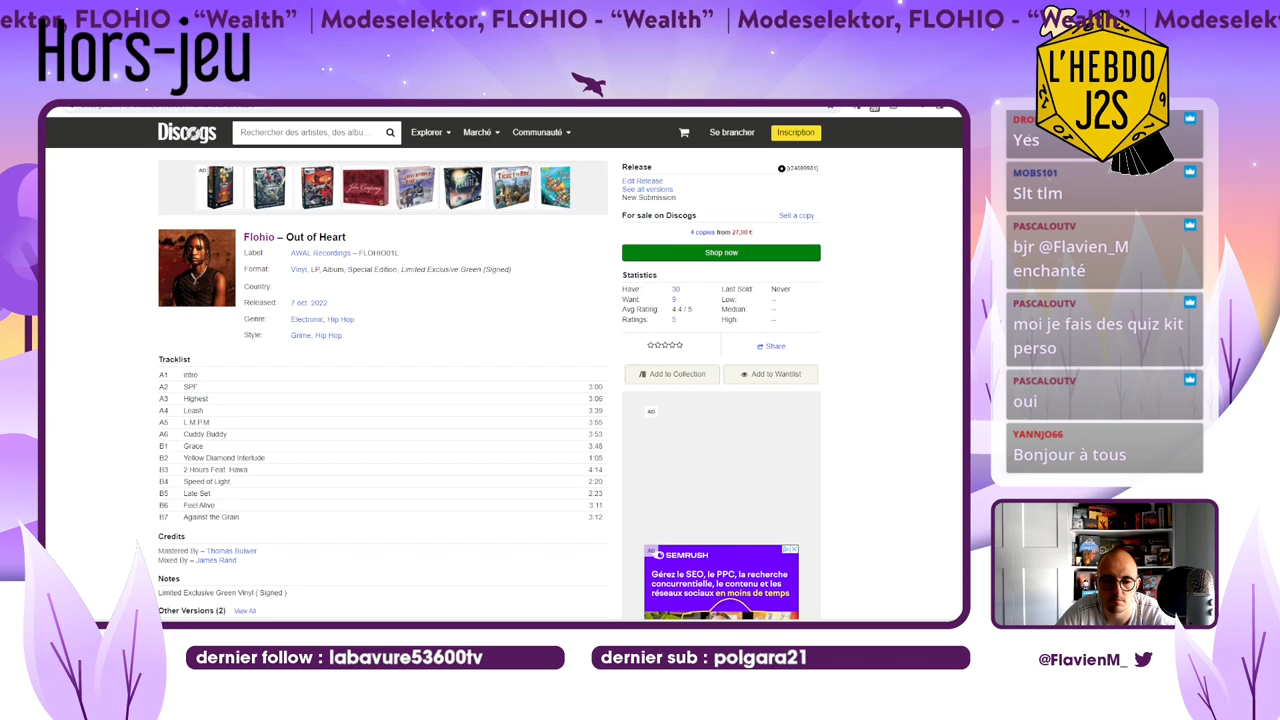 ektor, FLOHIO - “Wealth” | Modeselektor, FLOHIO - “Wealth” | Modeselektor, FLOHIO - “Wealth” | Modeselekt
Hors-jeu
L'HEBDO
J2S
Discogs
Rechercher des artistes, des albu...
Explorer
Marché
Communauté
Se brancher
Inscription
AD
Flohio – Out of Heart
Label: AWAL Recordings – FLOHIO01L
Format: Vinyl, LP, Album, Special Edition, Limited Exclusive Green (Signed)
Country:
Released: 7 oct. 2022
Genre: Electronic, Hip Hop
Style: Grime, Hip Hop
Tracklist
A1 intro
A2 SPF 3:00
A3 Highest 3:06
A4 Leash 3:39
A5 L.M.P.M 3:55
A6 Cuddy Buddy 3:53
B1 Grace 3:48
B2 Yellow Diamond Interlude 1:05
B3 2 Hours Feat. Hawa 4:14
B4 Speed of Light 2:20
B5 Late Set 2:23
B6 Feel Alive 3:11
B7 Against the Grain 3:12
Credits
Mastered By – Thomas Bulwer
Mixed By – James Rand
Notes
Limited Exclusive Green Vinyl ( Signed )
Other Versions (2) View All
Release
Edit Release
See all versions
New Submission
For sale on Discogs
Sell a copy
4 copies from 27,90 €
Shop now
Statistics
Have: 30
Want: 9
Avg Rating: 4.4 / 5
Ratings: 5
Last Sold: Never
Low: --
Median: --
High: --
Share
Add to Collection
Add to Wantlist
AD
AD
SEMRUSH
Gérez le SEO, le PPC, la recherche
concurrentielle, le contenu et les
réseaux sociaux en moins de temps
Yes
MOBS101
Slt tlm
PASCALOUTV
bjr @Flavien_M
enchanté
PASCALOUTV
moi je fais des quiz kit
perso
PASCALOUTV
oui
YANNJO66
Bonjour à tous
dernier follow : labavure53600tv
dernier sub : polgara21
@FlavienM_